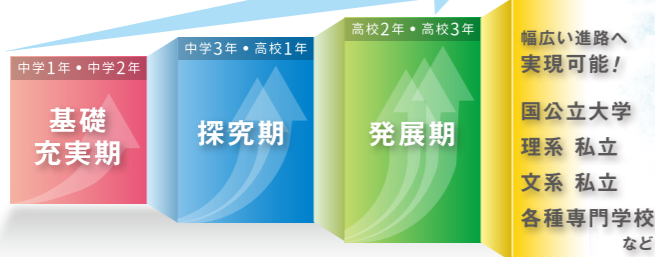 中学1年・中学2年
基礎
充実期
中学3年・高校1年
探究期
高校2年・高校3年
発展期
幅広い進路へ
実現可能!
国公立大学
理系 私立
文系 私立
各種専門学校
など